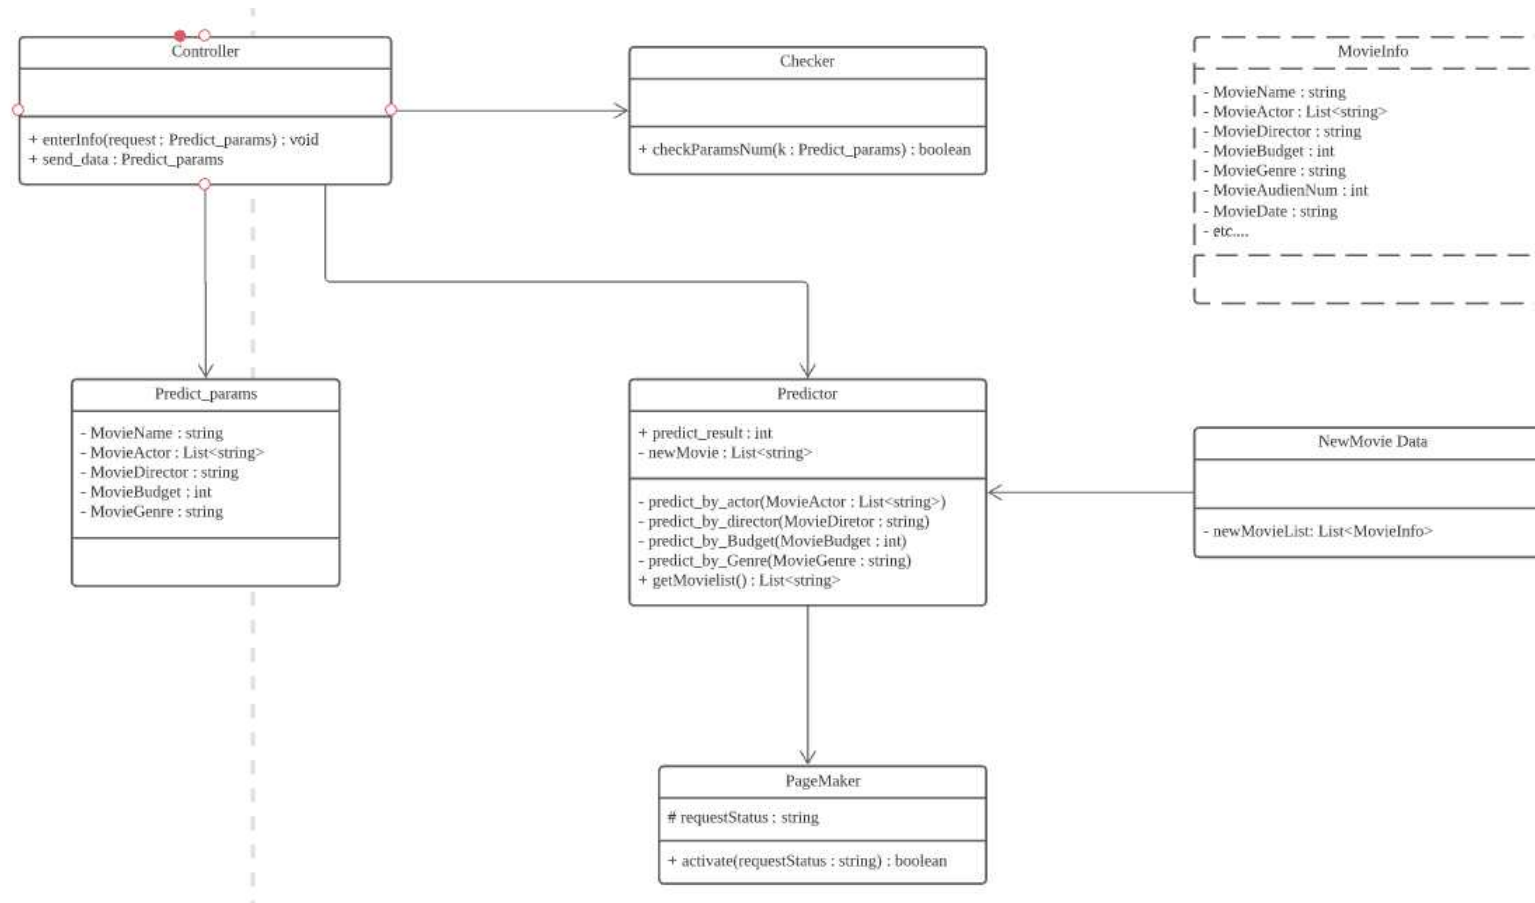 Controller
+ enterInfo(request : Predict_params) : void
+ send_data : Predict_params
Checker
+ checkParamsNum(k : Predict_params) : boolean
MovieInfo
- MovieName : string
- MovieActor : List<string>
- MovieDirector : string
- MovieBudget : int
- MovieGenre : string
- MovieAudienNum : int
- MovieDate : string
- etc....
Predict_params
- MovieName : string
- MovieActor : List<string>
- MovieDirector : string
- MovieBudget : int
- MovieGenre : string
Predictor
+ predict_result : int
- newMovie : List<string>
- predict_by_actor(MovieActor : List<string>)
- predict_by_director(MovieDiretor : string)
- predict_by_Budget(MovieBudget : int)
- predict_by_Genre(MovieGenre : string)
+ getMovielist() : List<string>
NewMovie Data
- newMovieList: List<MovieInfo>
PageMaker
# requestStatus : string
+ activate(requestStatus : string) : boolean